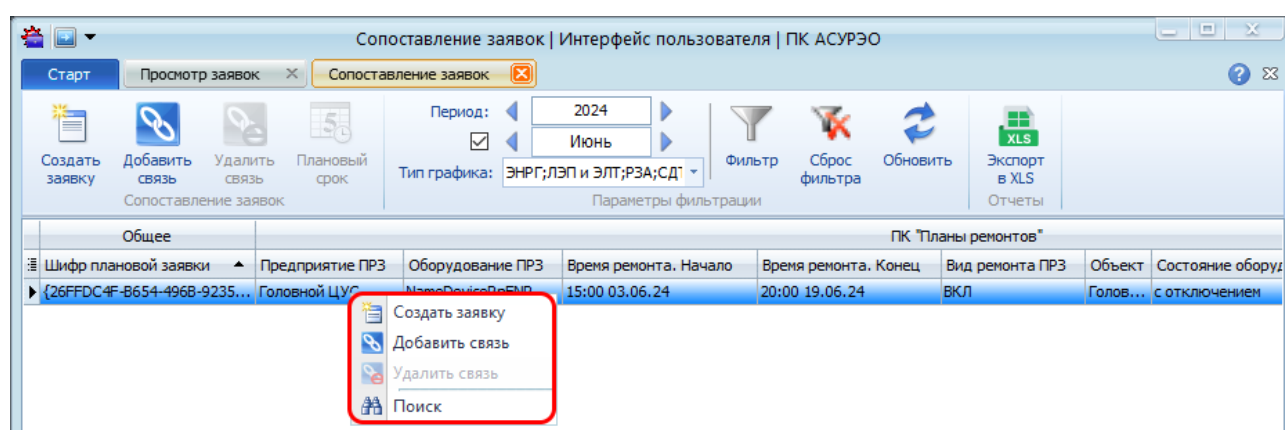 Сопоставление заявок | Интерфейс пользователя | ПК АСУРЭО
Старт Просмотр заявок Сопоставление заявок
Создать заявку
Добавить связь
Удалить связь
Плановый срок
Сопоставление заявок
Период: 2024
Июнь
Тип графика: ЭНРГ;ЛЭП и ЭЛТ;РЗА;СДТ
Фильтр
Сброс фильтра
Обновить
Параметры фильтрации
XLS
Экспорт в XLS
Отчеты
Общее ПК "Планы ремонтов"
Шифр плановой заявки Предприятие ПРЗ Оборудование ПРЗ Время ремонта. Начало Время ремонта. Конец Вид ремонта ПРЗ Объект Состояние оборуд
{26FFDC4F-B654-496B-9235... Головной ЦУС 15:00 03.06.24 20:00 19.06.24 ВКЛ Голов... с отключением
Создать заявку
Добавить связь
Удалить связь
Поиск